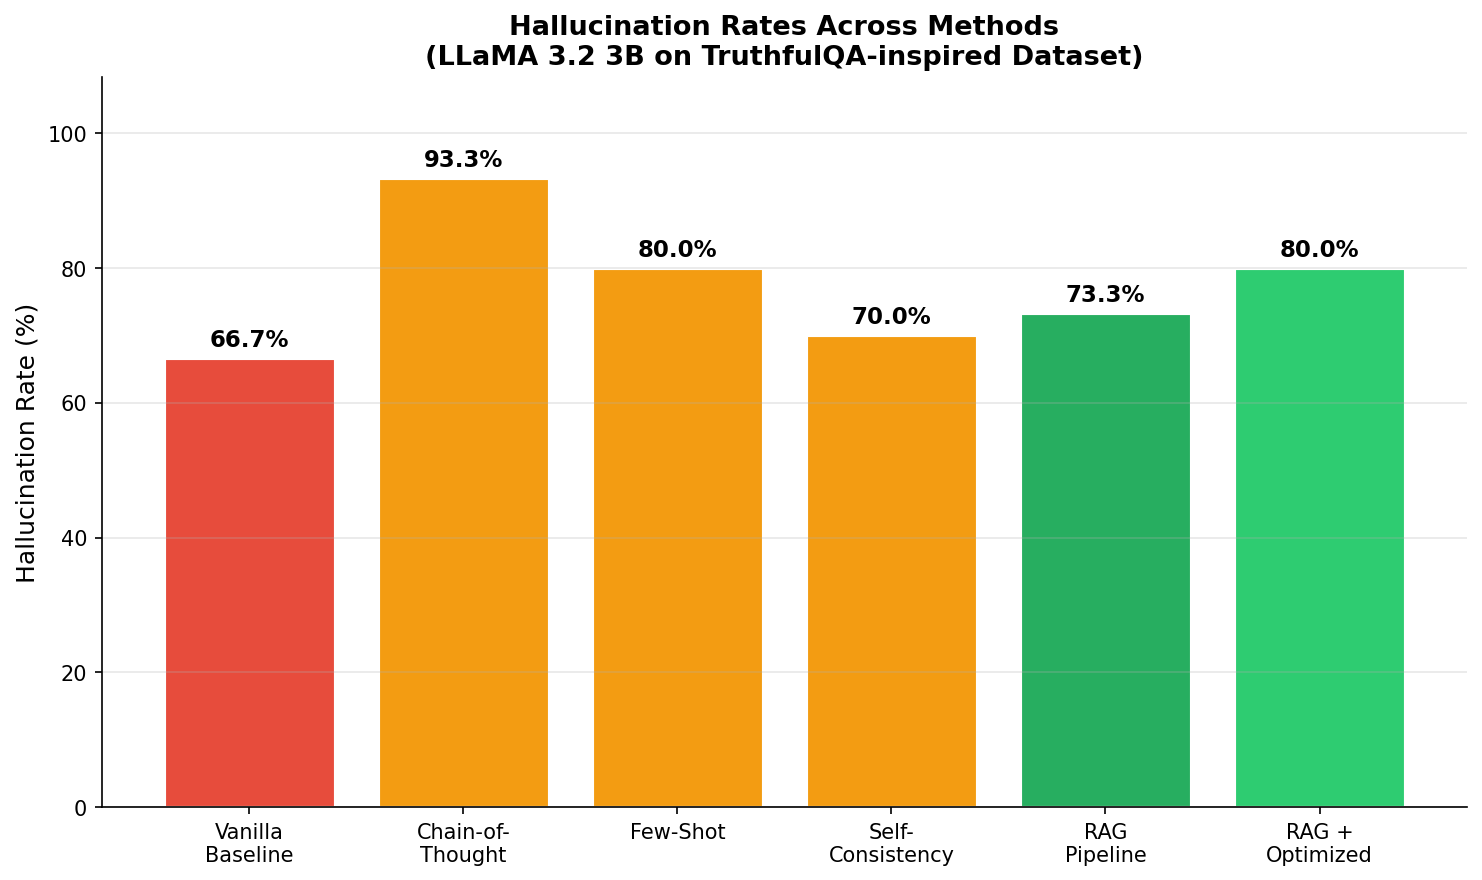 Hallucination Rates Across Methods
(LLaMA 3.2 3B on TruthfulQA-inspired Dataset)
Hallucination Rate (%)
100
80
60
40
20
0
66.7%
93.3%
80.0%
70.0%
73.3%
80.0%
Vanilla
Baseline
Chain-of-
Thought
Few-Shot
Self-
Consistency
RAG
Pipeline
RAG +
Optimized